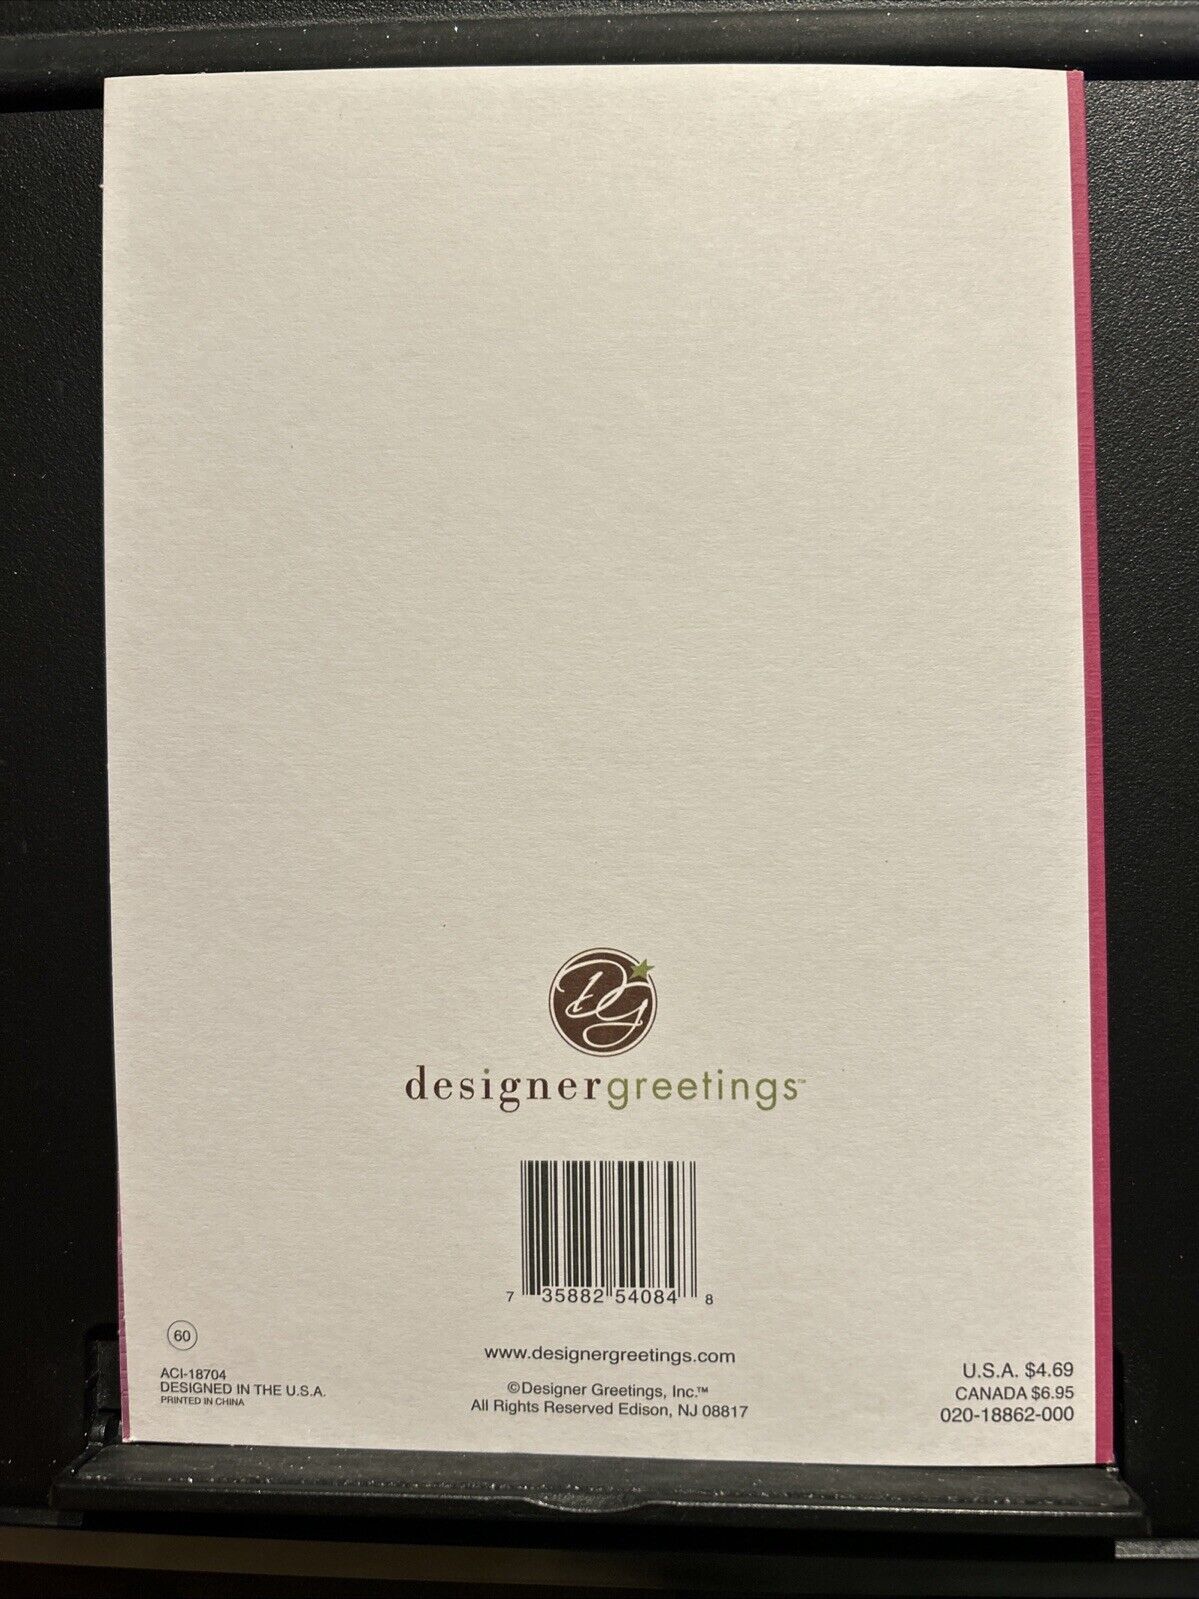 DG
designergreetings™
7 35882 54084 8
60
ACI-18704
DESIGNED IN THE U.S.A.
PRINTED IN CHINA
www.designergreetings.com
©Designer Greetings, Inc.™
All Rights Reserved Edison, NJ 08817
U.S.A. $4.69
CANADA $6.95
020-18862-000